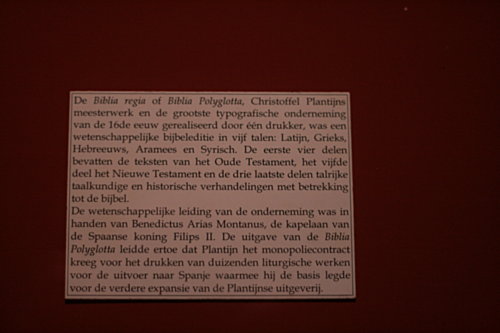 De Biblia regia of Biblia Polyglotta, Christoffel Plantijns
meesterwerk en de grootste typografische onderneming
van de 16de eeuw gerealiseerd door één drukker, was een
wetenschappelijke bijbeleditie in vijf talen: Latijn, Grieks,
Hebreeuws, Aramees en Syrisch. De eerste vier delen
bevatten de teksten van het Oude Testament, het vijfde
deel het Nieuwe Testament en de drie laatste delen talrijke
taalkundige en historische verhandelingen met betrekking
tot de bijbel.
De wetenschappelijke leiding van de onderneming was in
handen van Benedictus Arias Montanus, de kapelaan van
de Spaanse koning Filips II. De uitgave van de Biblia
Polyglotta leidde ertoe dat Plantijn het monopoliecontract
kreeg voor het drukken van duizenden liturgische werken
voor de uitvoer naar Spanje waarmee hij de basis legde
voor de verdere expansie van de Plantijnse uitgeverij.